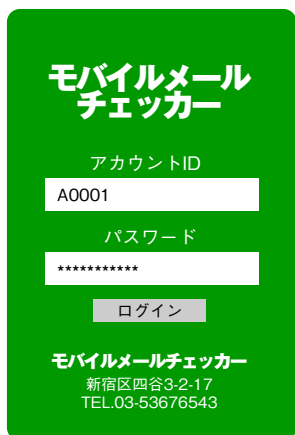 モバイルメール
チェッカー
アカウントID
A0001
パスワード
***********
ログイン
モバイルメールチェッカー
新宿区四谷3-2-17
TEL.03-53676543